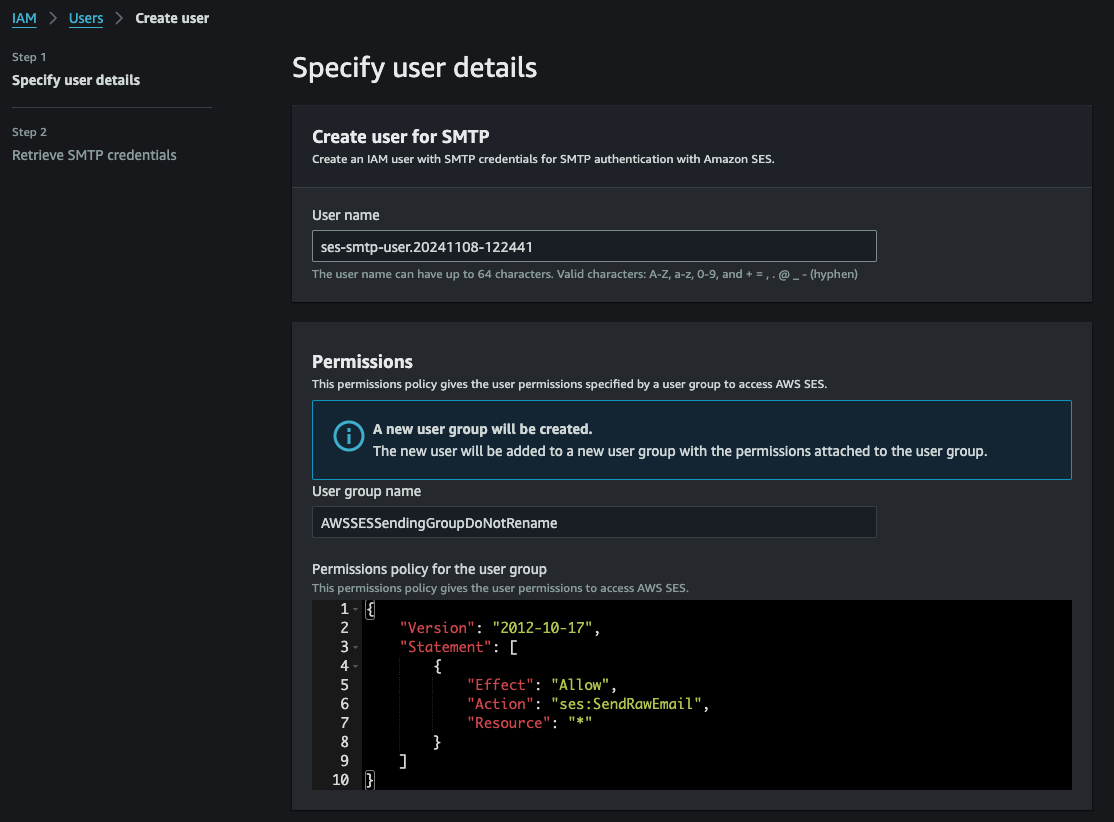 IAM > Users > Create user
Step 1
Specify user details
Step 2
Retrieve SMTP credentials
Specify user details
Create user for SMTP
Create an IAM user with SMTP credentials for SMTP authentication with Amazon SES.
User name
ses-smtp-user.20241108-122441
The user name can have up to 64 characters. Valid characters: A-Z, a-z, 0-9, and + = , . @ _ - (hyphen)
Permissions
This permissions policy gives the user permissions specified by a user group to access AWS SES.
A new user group will be created.
The new user will be added to a new user group with the permissions attached to the user group.
User group name
AWSSESSendingGroupDoNotRename
Permissions policy for the user group
This permissions policy gives the user permissions to access AWS SES.
1 {
2     "Version": "2012-10-17",
3     "Statement": [
4         {
5             "Effect": "Allow",
6             "Action": "ses:SendRawEmail",
7             "Resource": "*"
8         }
9     ]
10 }